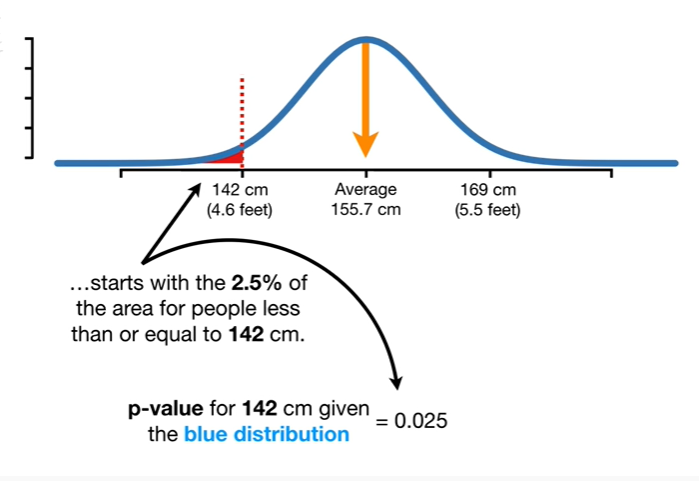 142 cm
(4.6 feet)
Average
155.7 cm
169 cm
(5.5 feet)
...starts with the 2.5% of
the area for people less
than or equal to 142 cm.
p-value for 142 cm given
the blue distribution
= 0.025